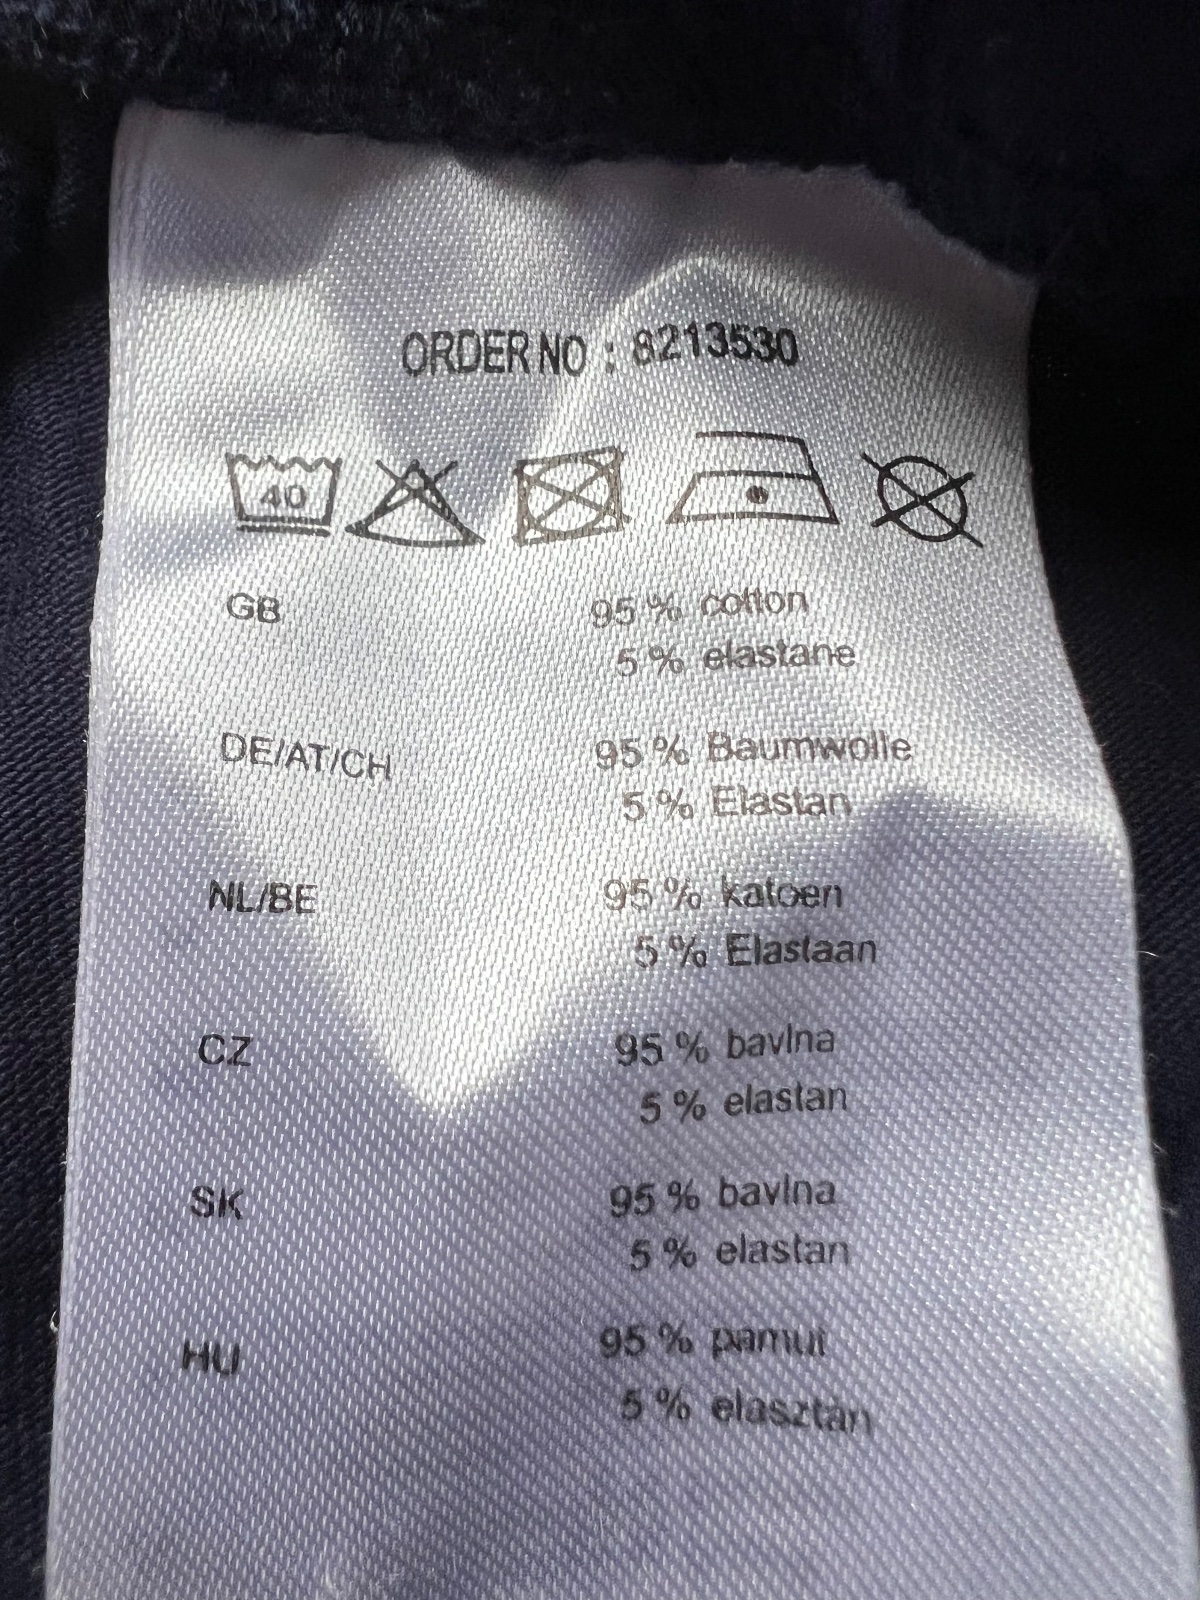 ORDER NO : 8213530
40
GB 95 % cotton
5 % elastane
DE/AT/CH 95 % Baumwolle
5 % Elastan
NL/BE 95 % katoen
5 % Elastaan
CZ 95 % bavlna
5 % elastan
SK 95 % bavlna
5 % elastan
HU 95 % pamut
5 % elasztán